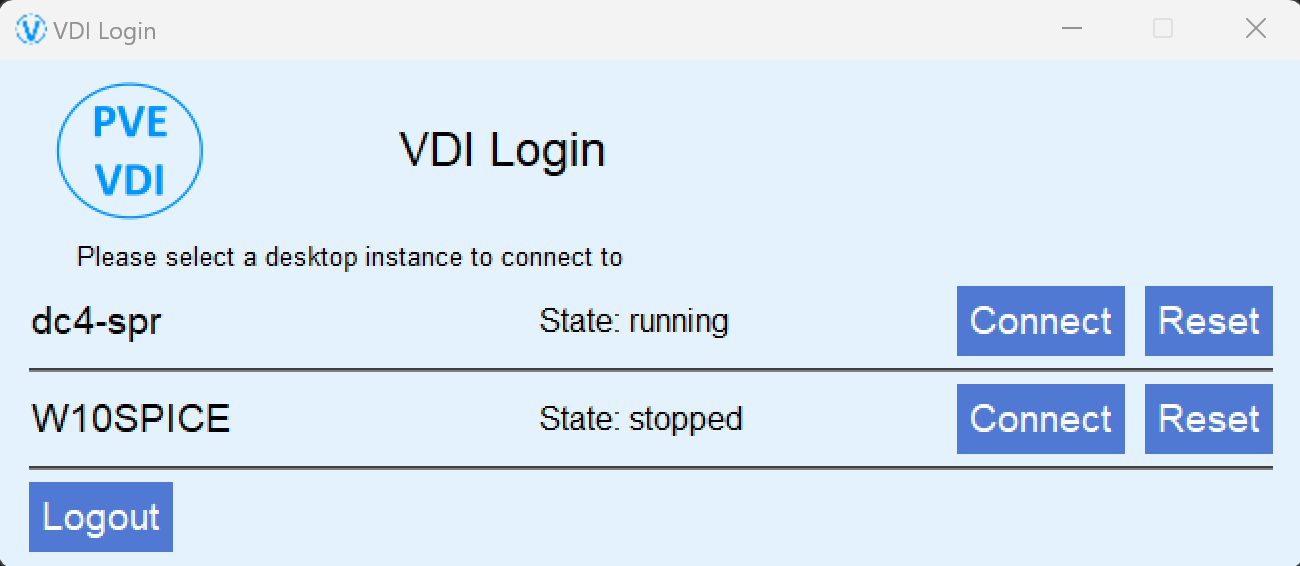 VDI Login
PVE
VDI
VDI Login
Please select a desktop instance to connect to
dc4-spr State: running Connect Reset
W10SPICE State: stopped Connect Reset
Logout